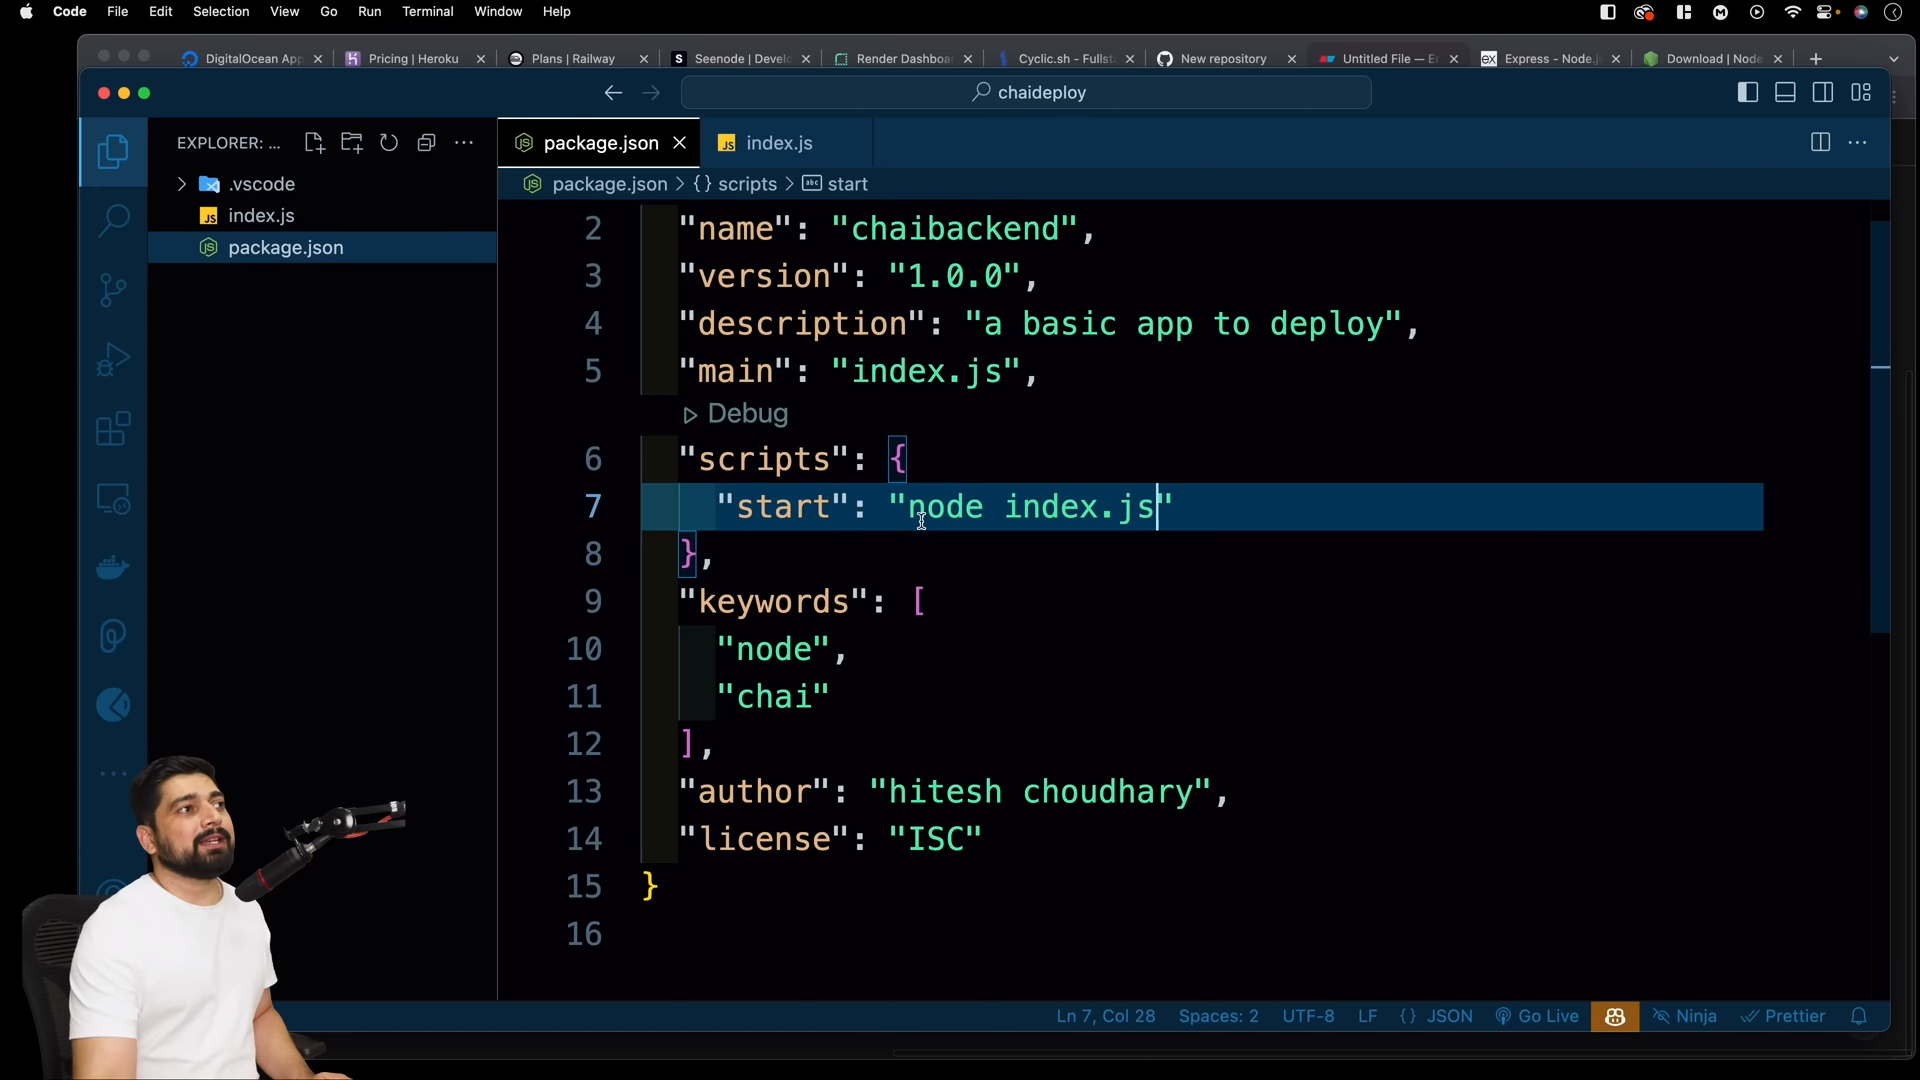 Code File Edit Selection View Go Run Terminal Window Help
DigitalOcean App Pricing | Heroku Plans | Railway Seenode | Devel Render Dashboa Cyclic.sh - Fullst New repository Untitled File — Er Express - Node.j Download | Node
chaideploy
EXPLORER: ...
package.json index.js
package.json > {} scripts > abc start
.vscode
index.js
package.json
2 "name": "chaibackend",
3 "version": "1.0.0",
4 "description": "a basic app to deploy",
5 "main": "index.js",
Debug
6 "scripts": {
7 "start": "node index.js"
8 },
9 "keywords": [
10 "node",
11 "chai"
12 ],
13 "author": "hitesh choudhary",
14 "license": "ISC"
15 }
16
Ln 7, Col 28 Spaces: 2 UTF-8 LF {} JSON Go Live Ninja Prettier